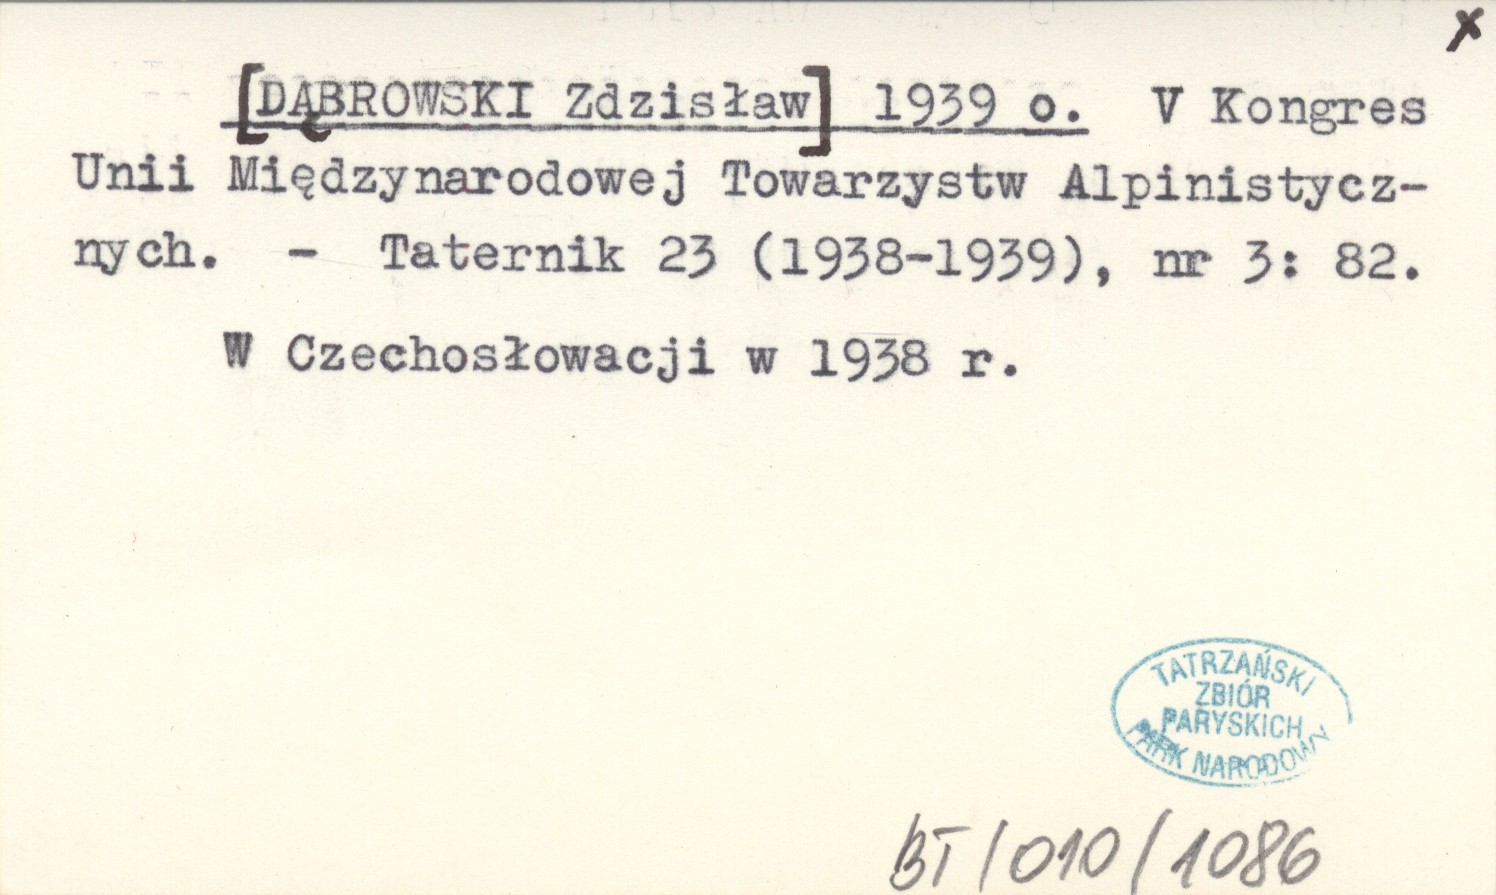 x
[DĄBROWSKI Zdzisław] 1939 o. V Kongres
Unii Międzynarodowej Towarzystw Alpinistycz-
nych. - Taternik 23 (1938-1939), nr 3: 82.
W Czechosłowacji w 1938 r.
TATRZAŃSKI
ZBIÓR
PARYSKICH
PARK NARODOWY
BT/010/1086